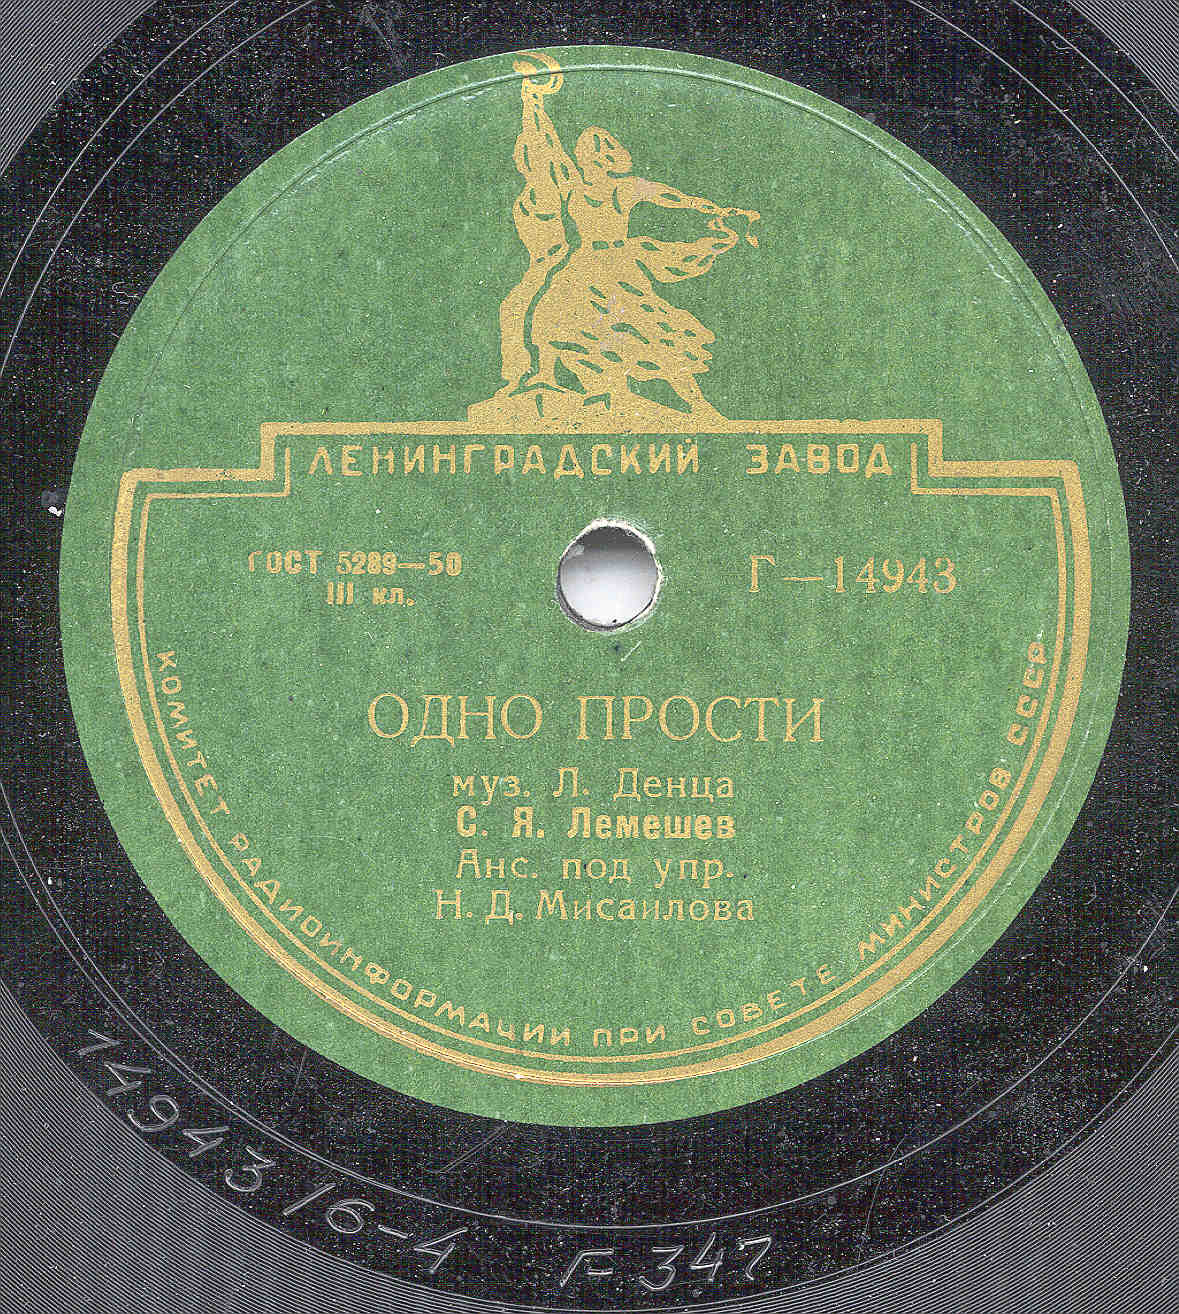 ЛЕНИНГРАДСКИЙ ЗАВОД
ГОСТ 5289—50
III кл.
Г—14943
ОДНО ПРОСТИ
муз. Л. Денца
С. Я. Лемешев
Анс. под упр.
Н. Д. Мисаилова
КОМИТЕТ РАДИОИНФОРМАЦИИ ПРИ СОВЕТЕ МИНИСТРОВ СССР
14943/6-4 Г-347